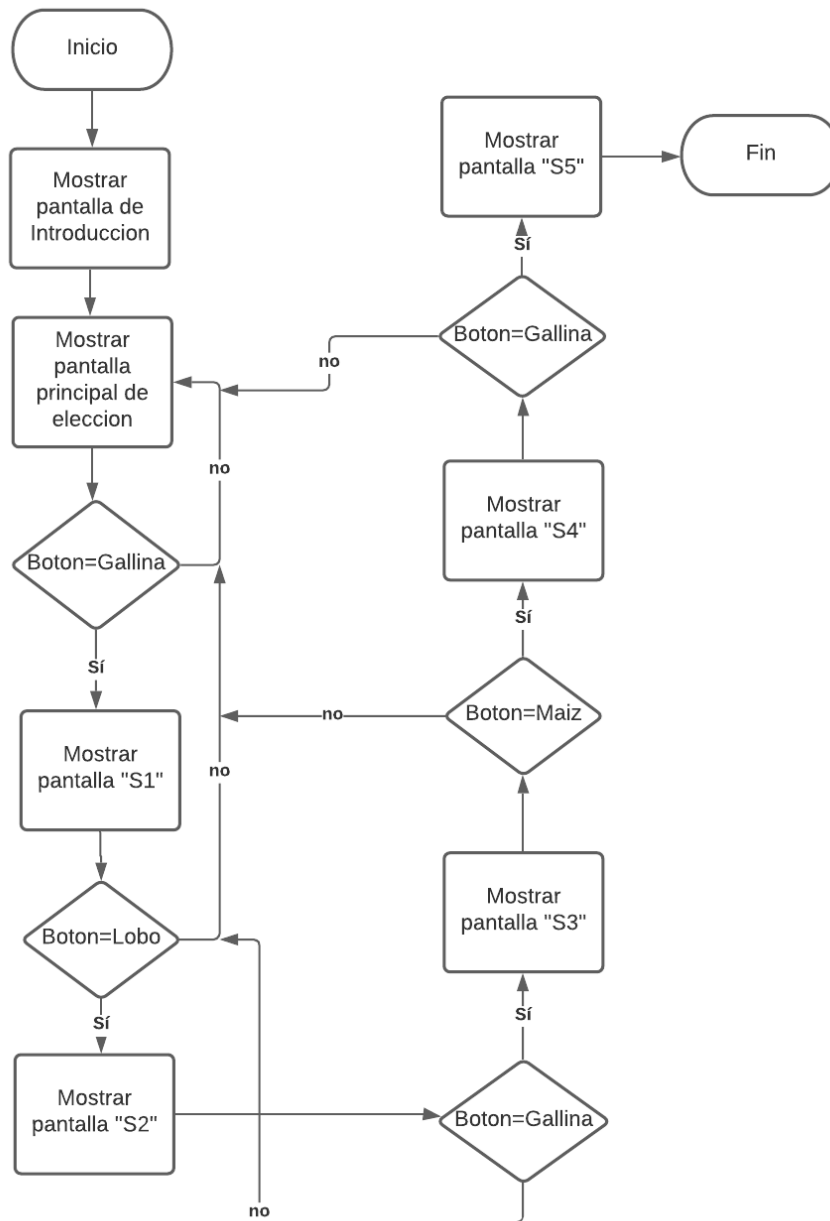 Inicio
Mostrar
pantalla de
Introduccion
Mostrar
pantalla
principal de
eleccion
no
Boton=Gallina
Sí
Mostrar
pantalla "S1"
no
Boton=Lobo
Sí
Mostrar
pantalla "S2"
no
Boton=Gallina
Sí
Mostrar
pantalla "S3"
Boton=Maiz
no
Sí
Mostrar
pantalla "S4"
Boton=Gallina
no
Sí
Mostrar
pantalla "S5"
Fin